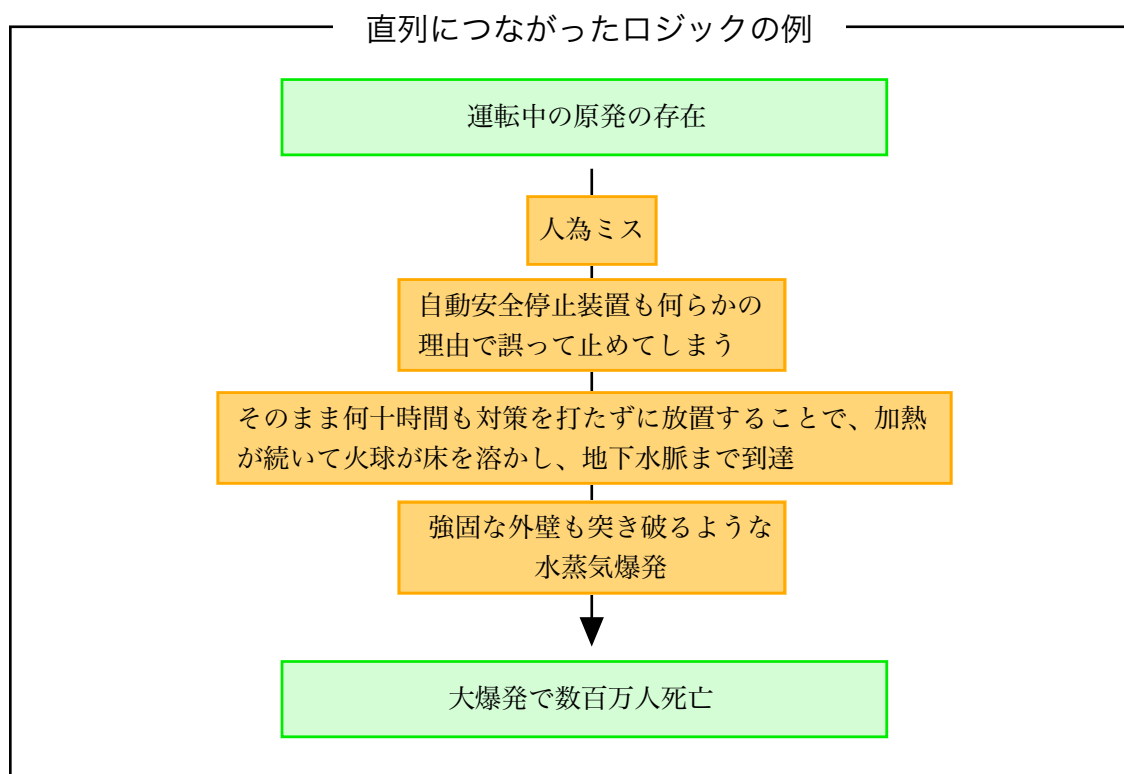 直列につながったロジックの例
運転中の原発の存在
人為ミス
自動安全停止装置も何らかの
理由で誤って止めてしまう
そのまま何十時間も対策を打たずに放置することで、加熱
が続いて火球が床を溶かし、地下水脈まで到達
強固な外壁も突き破るような
水蒸気爆発
大爆発で数百万人死亡